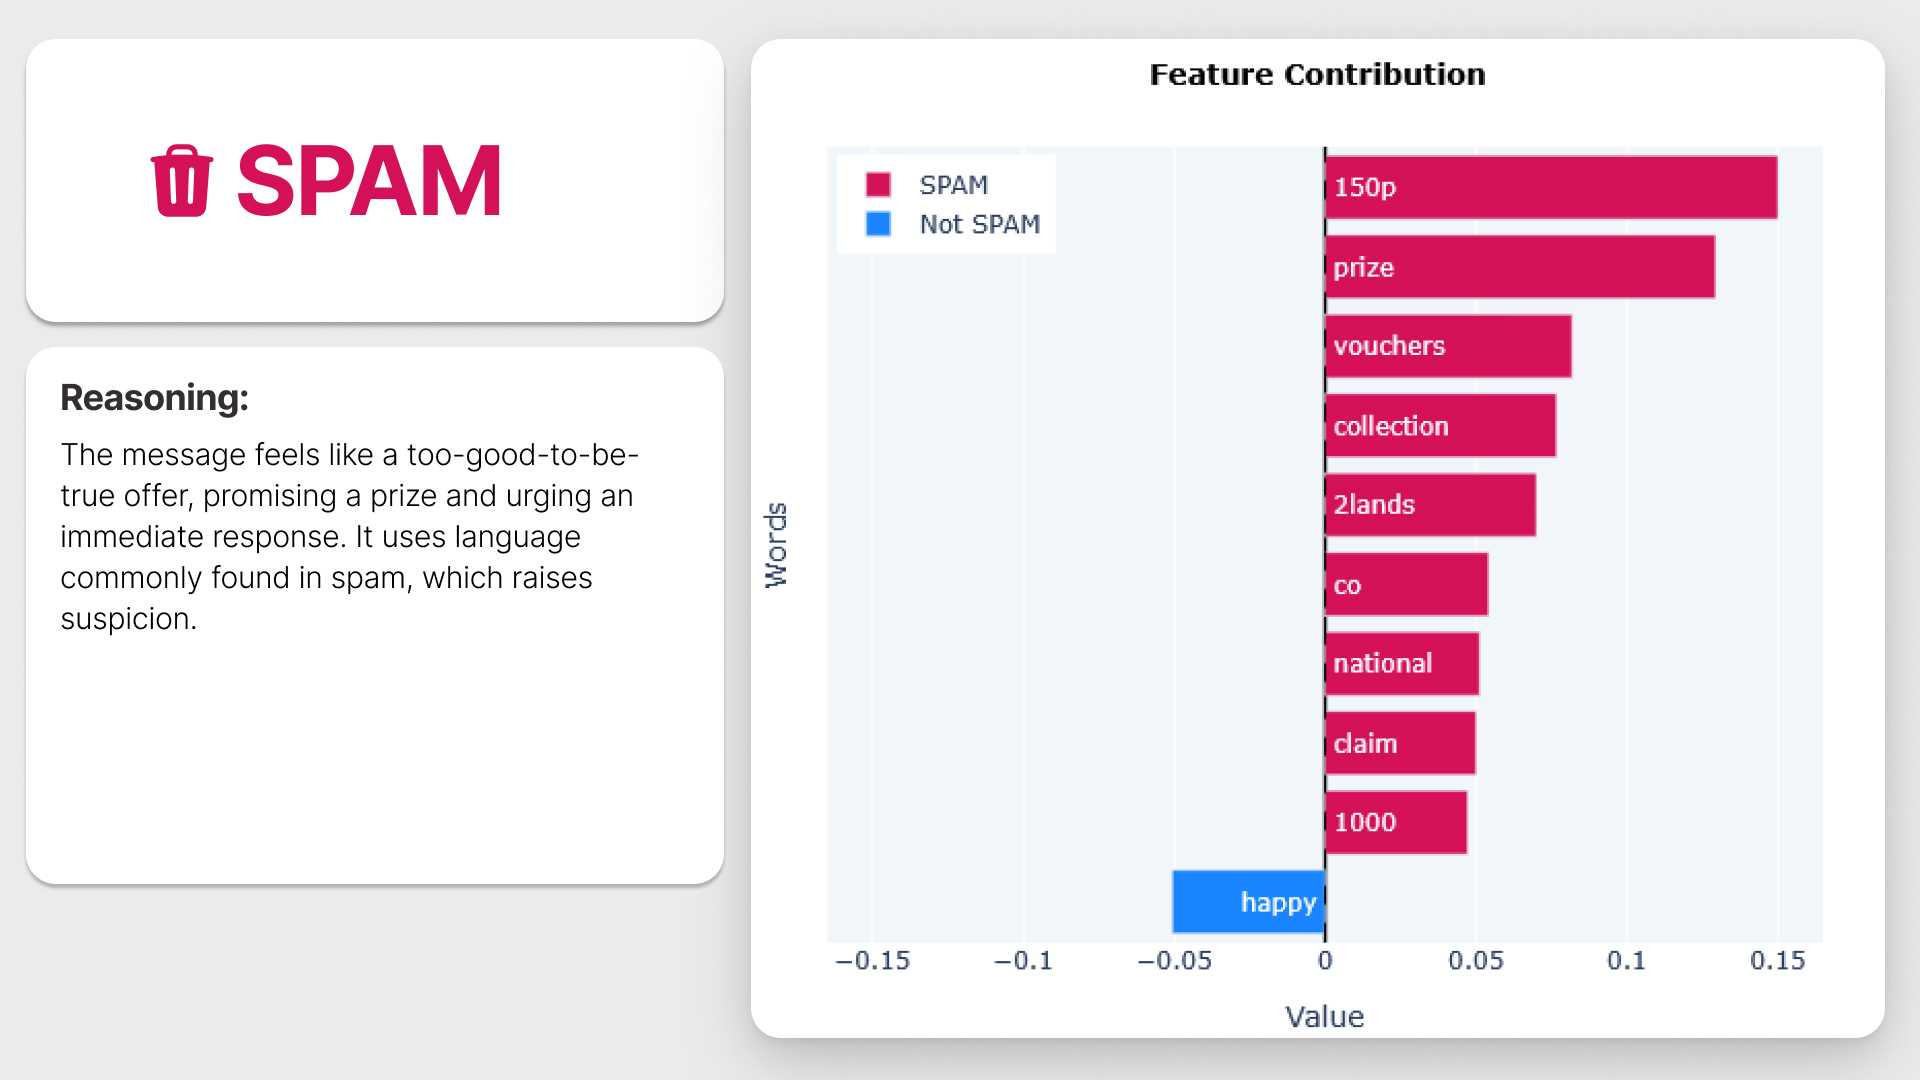 SPAM
Reasoning:
The message feels like a too-good-to-be-
true offer, promising a prize and urging an
immediate response. It uses language
commonly found in spam, which raises
suspicion.
Feature Contribution
SPAM
Not SPAM
Words
150p
prize
vouchers
collection
2lands
co
national
claim
1000
happy
−0.15 −0.1 −0.05 0 0.05 0.1 0.15
Value